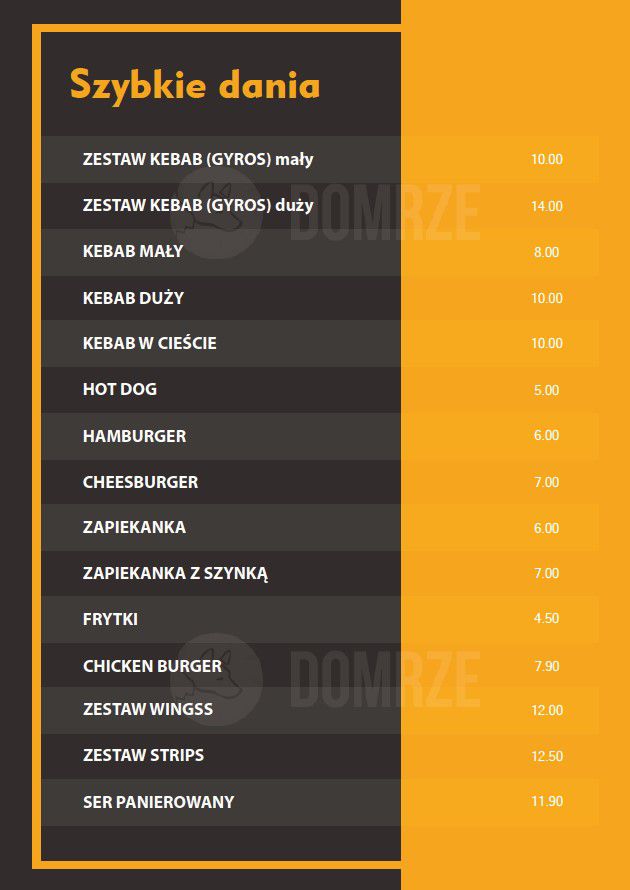 Szybkie dania
ZESTAW KEBAB (GYROS) mały 10.00
ZESTAW KEBAB (GYROS) duży 14.00
DOMRZE
KEBAB MAŁY 8.00
KEBAB DUŻY 10.00
KEBAB W CIEŚCIE 10.00
HOT DOG 5.00
HAMBURGER 6.00
CHEESBURGER 7.00
ZAPIEKANKA 6.00
ZAPIEKANKA Z SZYNKĄ 7.00
FRYTKI 4.50
CHICKEN BURGER 7.90
DOMRZE
ZESTAW WINGSS 12.00
ZESTAW STRIPS 12.50
SER PANIEROWANY 11.90